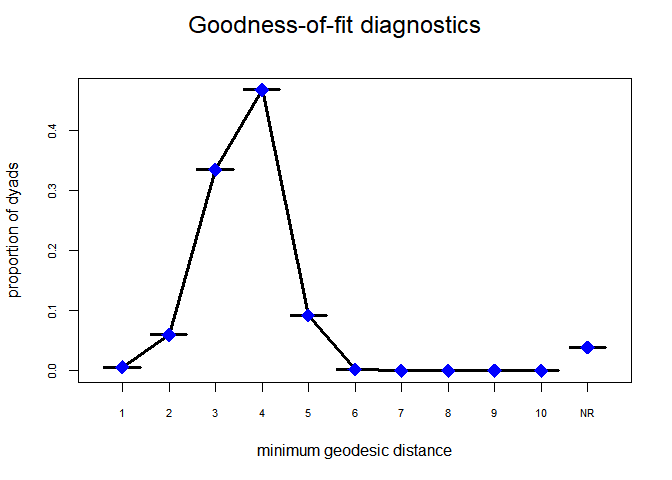 Goodness-of-fit diagnostics
proportion of dyads
0.4
0.3
0.2
0.1
0.0
1 2 3 4 5 6 7 8 9 10 NR
minimum geodesic distance